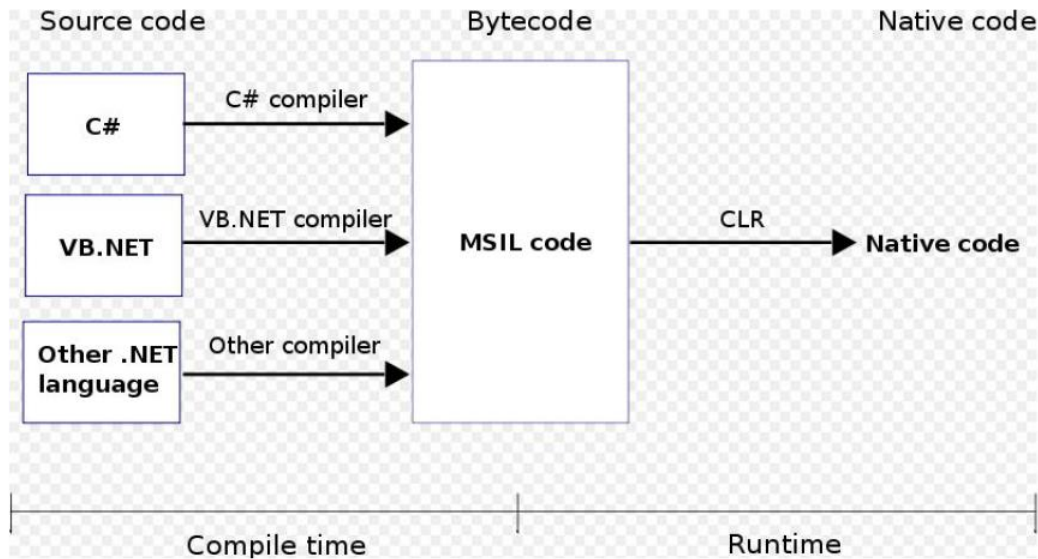 Source code
Bytecode
Native code
C#
C# compiler
VB.NET
VB.NET compiler
MSIL code
CLR
Native code
Other .NET
language
Other compiler
Compile time
Runtime